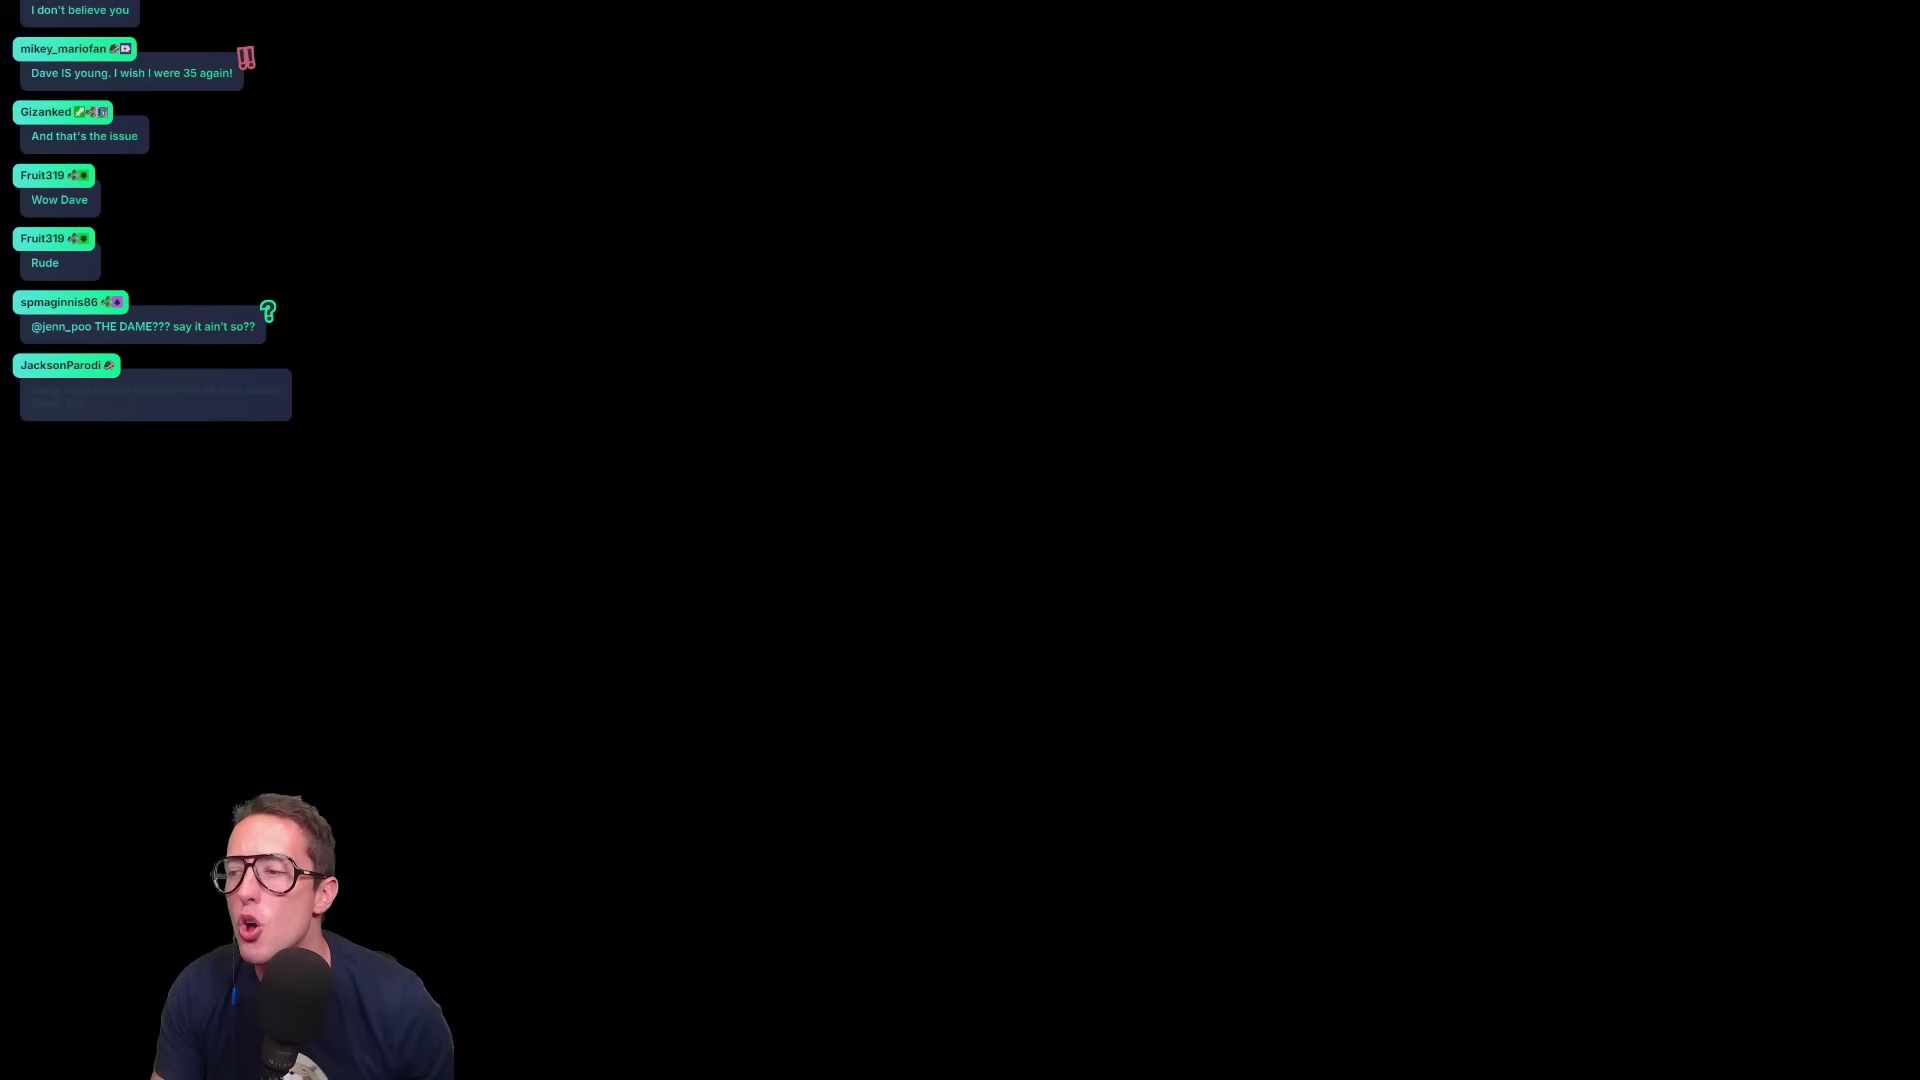 I don't believe you
mikey_mariofan
Dave IS young. I wish I were 35 again!
Gizanked
And that's the issue
Fruit319
Wow Dave
Fruit319
Rude
spmaginnis86
@jenn_poo THE DAME??? say it ain't so??
JacksonParodi